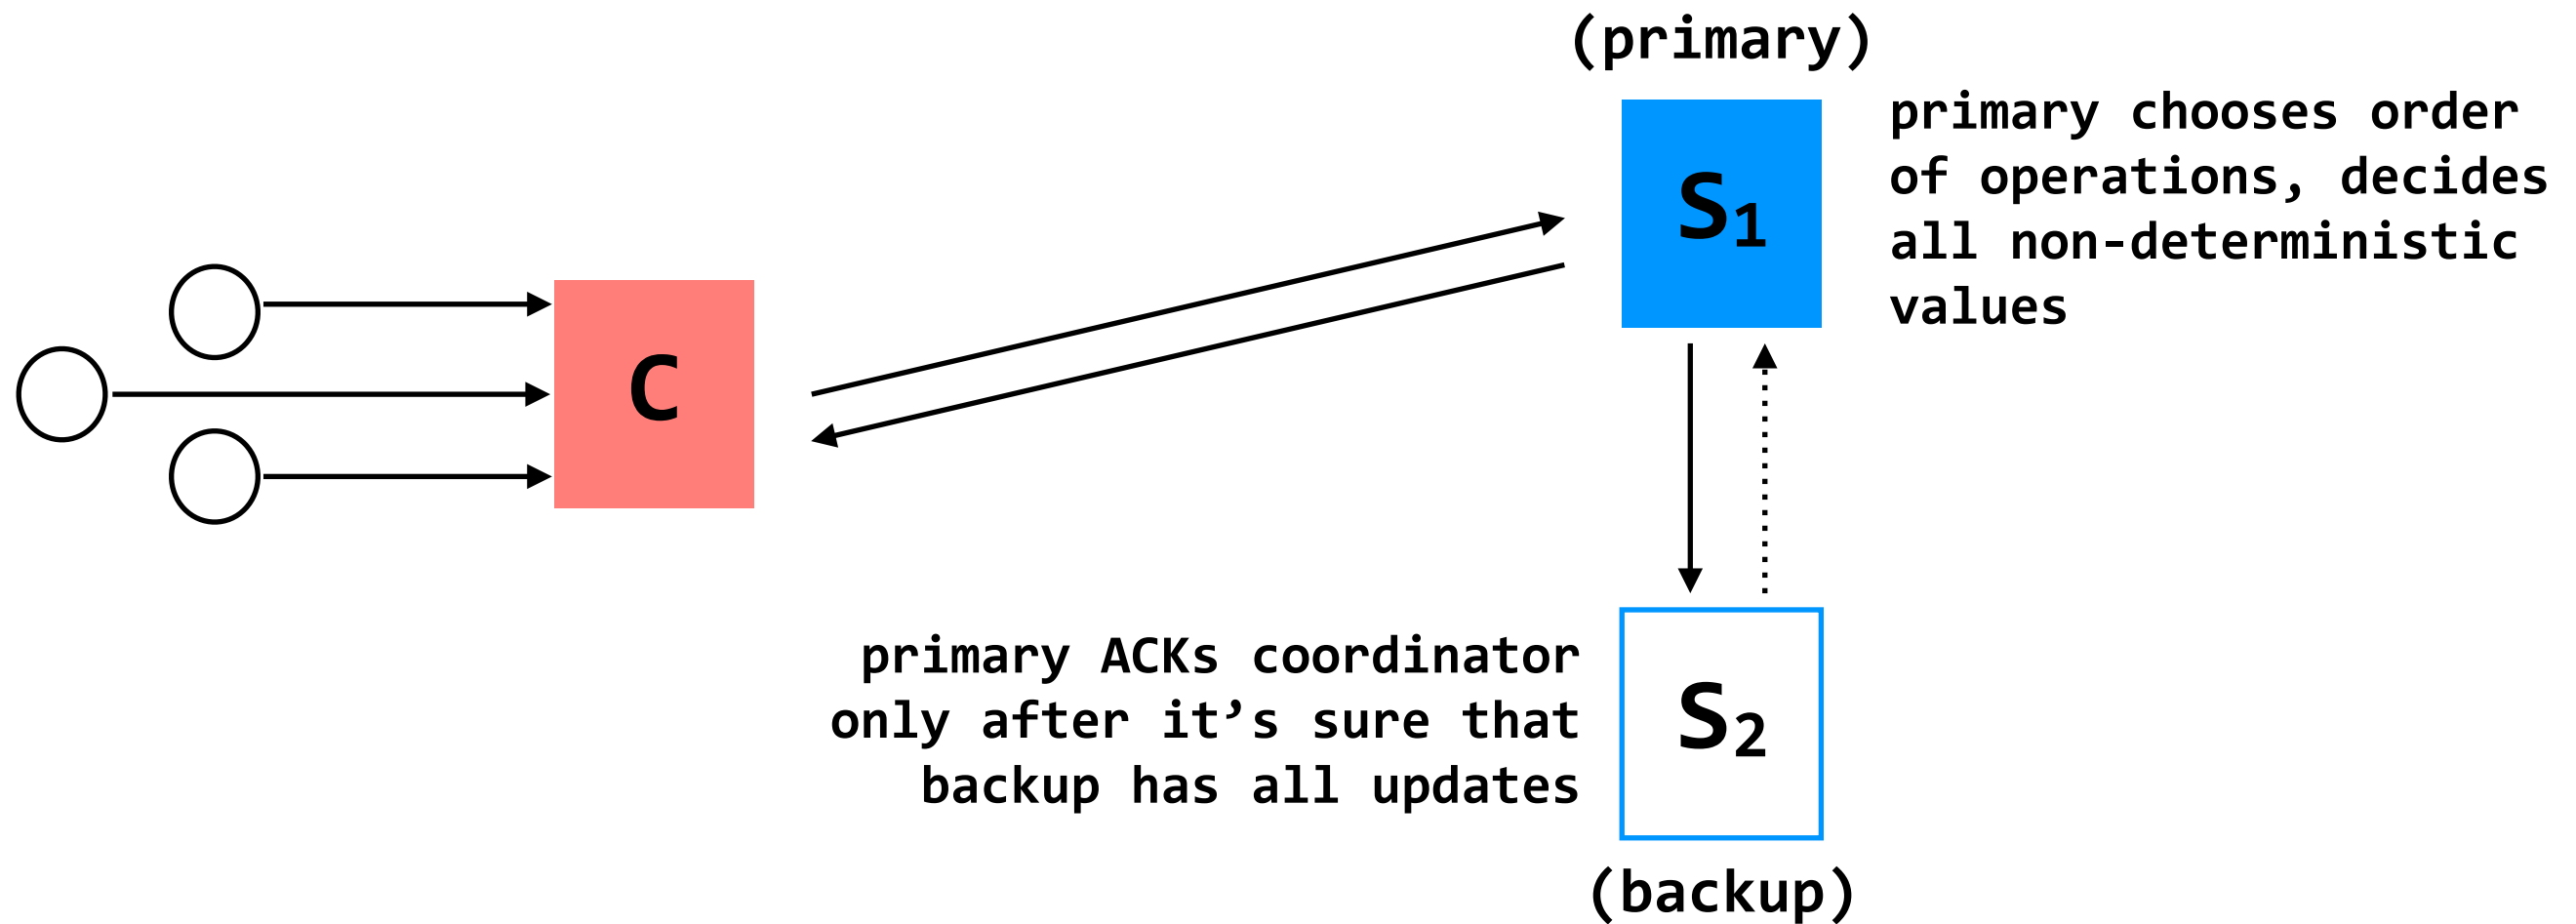 (primary)
primary chooses order
of operations, decides
all non-deterministic
values
S1
C
primary ACKs coordinator
only after it’s sure that
backup has all updates
S2
(backup)